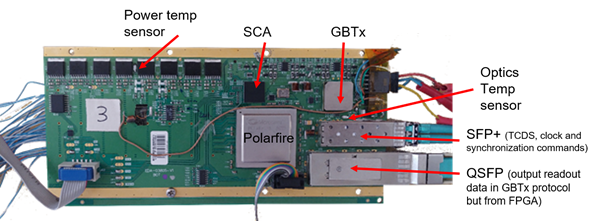 Power temp
sensor
SCA
GBTx
Optics
Temp
sensor
3
Polarfire
SFP+ (TCDS, clock and
synchronization commands)
QSFP (output readout
data in GBTx protocol
but from FPGA)